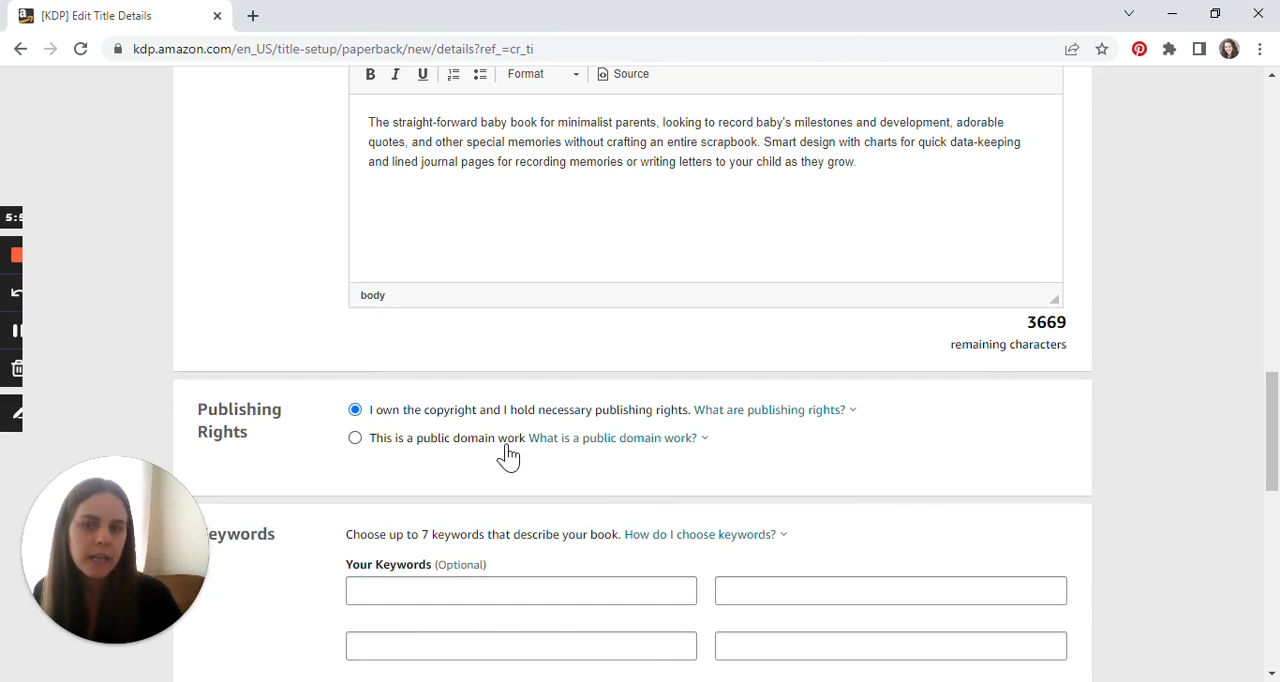 [KDP] Edit Title Details
kdp.amazon.com/en_US/title-setup/paperback/new/details?ref_=cr_ti
B I U Format Source
The straight-forward baby book for minimalist parents, looking to record baby's milestones and development, adorable
quotes, and other special memories without crafting an entire scrapbook. Smart design with charts for quick data-keeping
and lined journal pages for recording memories or writing letters to your child as they grow.
5:5
body
3669
remaining characters
Publishing
Rights
I own the copyright and I hold necessary publishing rights. What are publishing rights?
This is a public domain work What is a public domain work?
eywords
Choose up to 7 keywords that describe your book. How do I choose keywords?
Your Keywords (Optional)